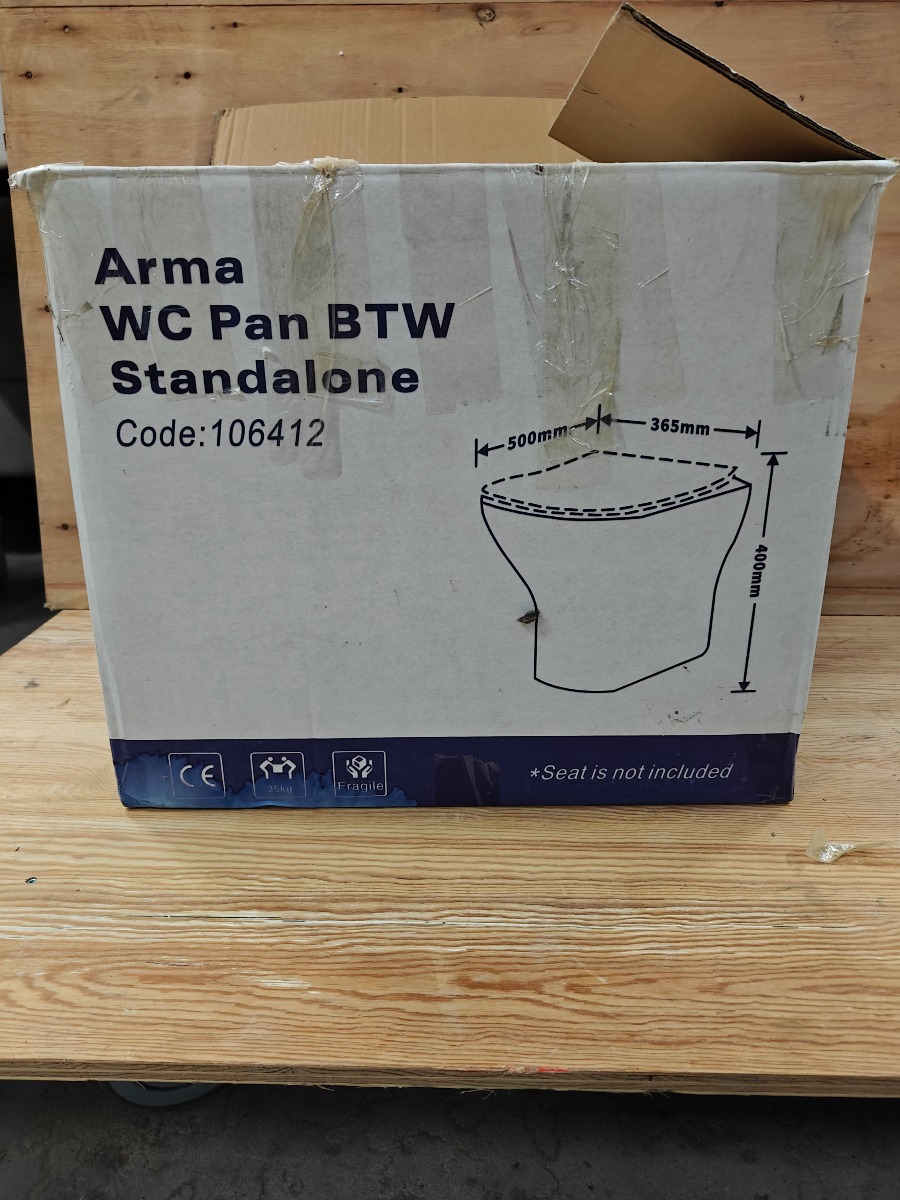 Arma
WC Pan BTW
Standalone
Code:106412
500mm
365mm
400mm
CE
25kg
Fragile
*Seat is not included